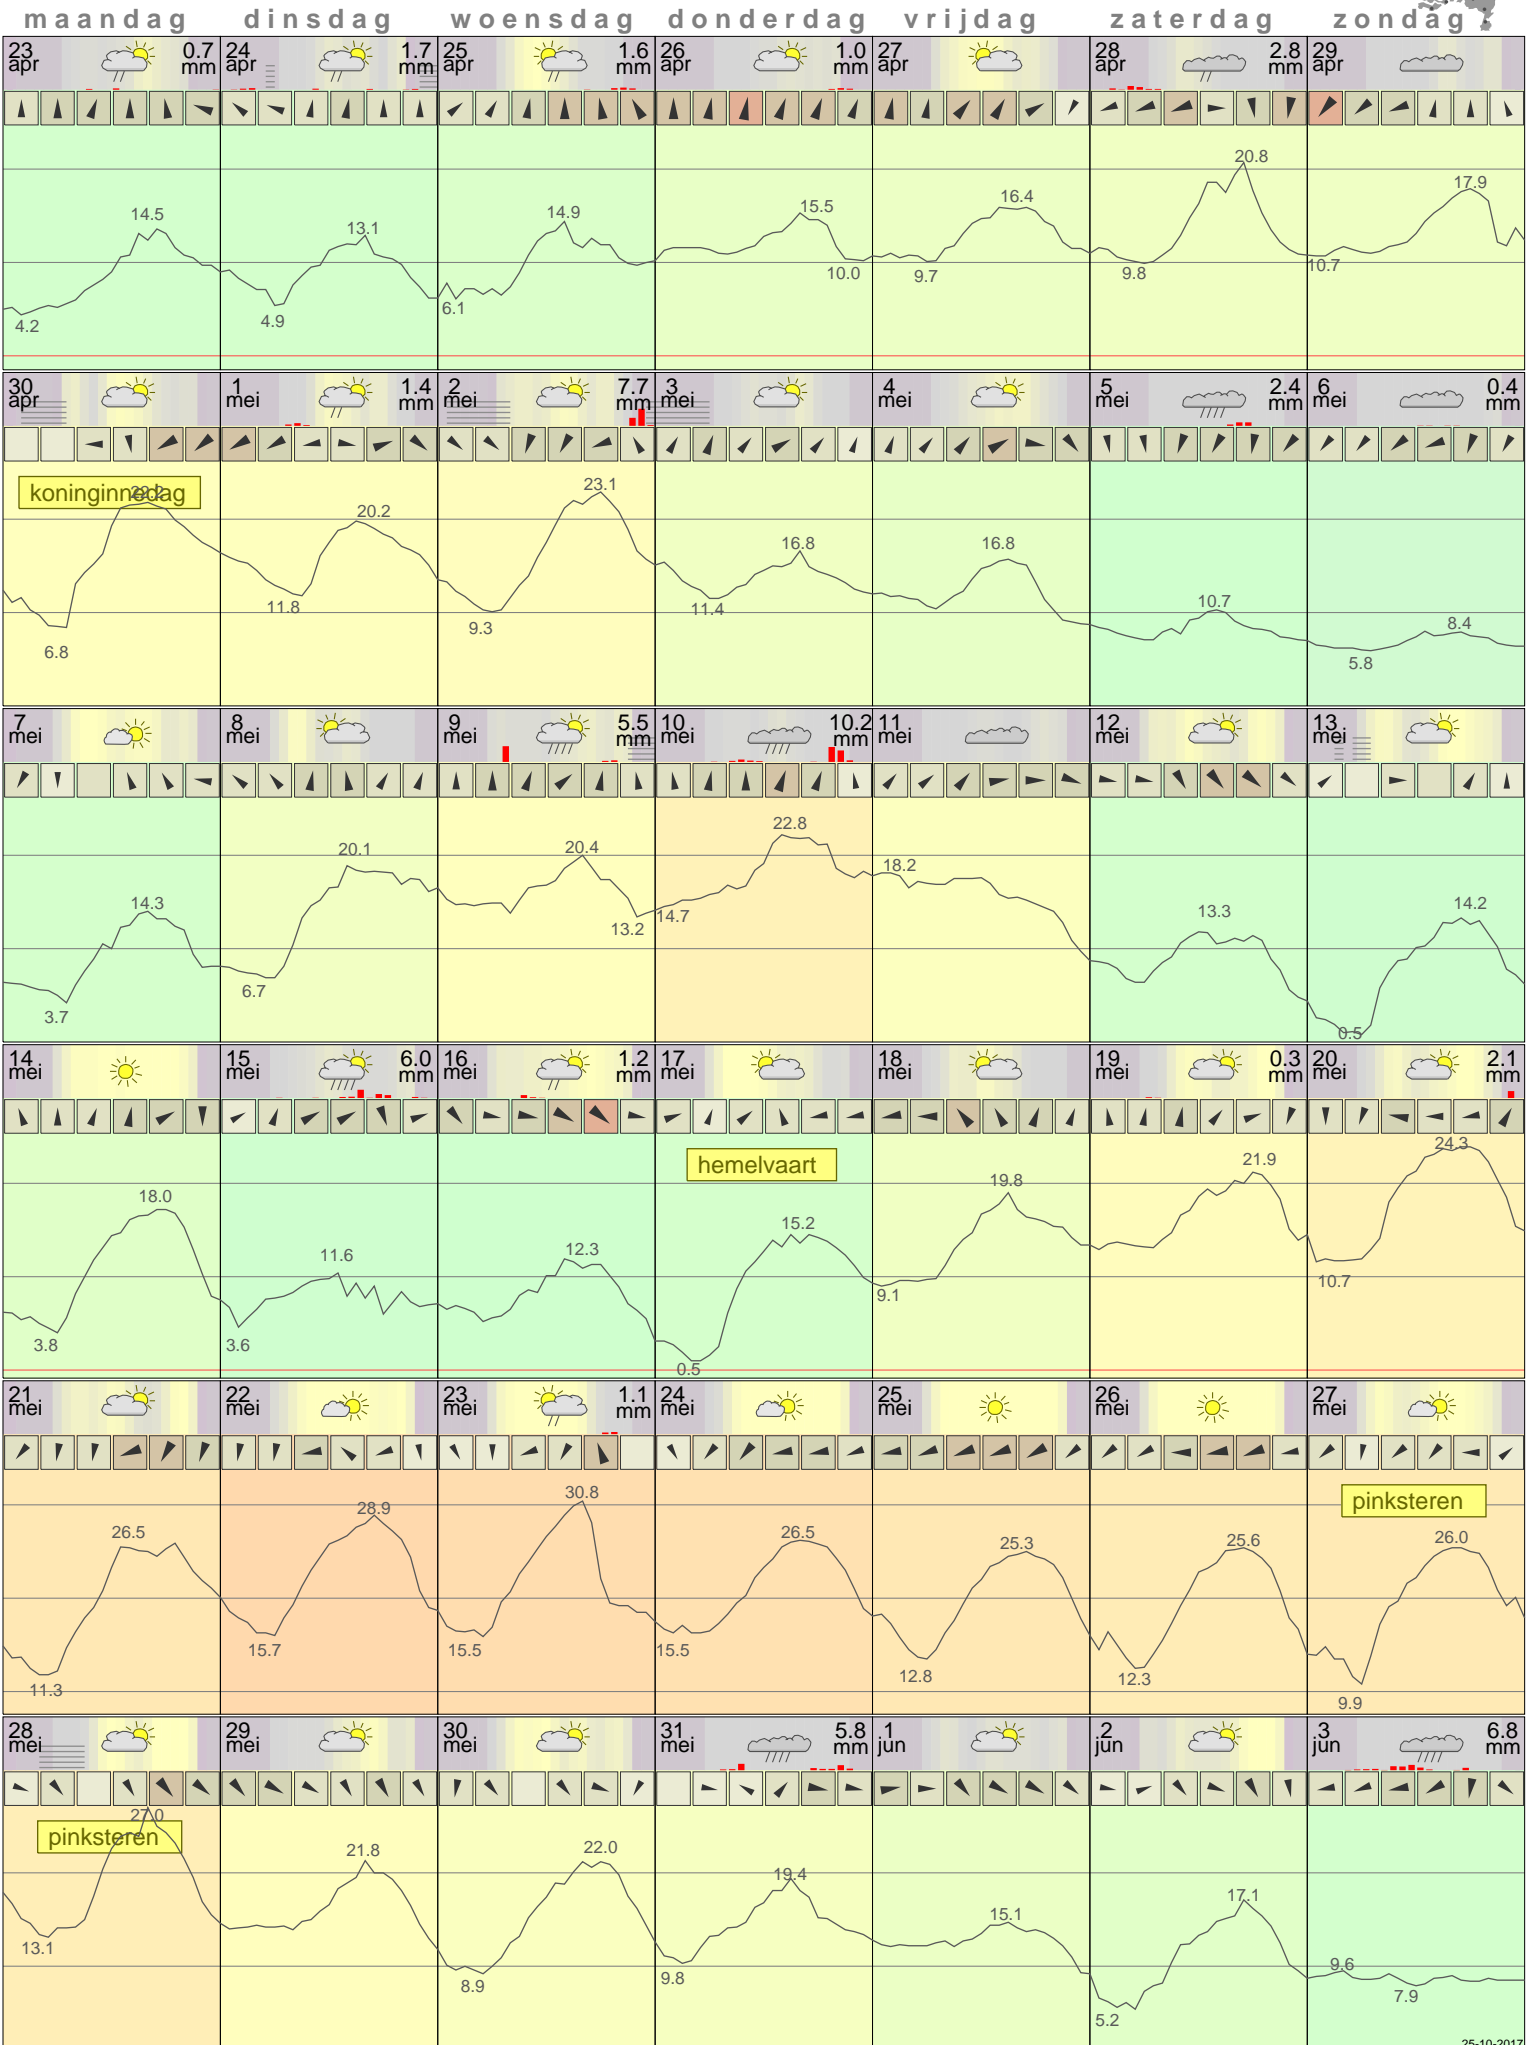 maandag dinsdag woensdag donderdag vrijdag zaterdag zondag
23 apr 0.7 mm 24 apr 1.7 mm 25 apr 1.6 mm 26 apr 1.0 mm 27 apr 28 apr 2.8 mm 29 apr
14.5 4.2 13.1 4.9 14.9 6.1 15.5 10.0 16.4 9.7 20.8 9.8 17.9 10.7
30 apr 1 mei 1.4 mm 2 mei 7.7 mm 3 mei 4 mei 5 mei 2.4 mm 6 mei 0.4 mm
koninginnedag 22.2 6.8 20.2 11.8 23.1 9.3 16.8 11.4 16.8 10.7 8.4 5.8
7 mei 8 mei 9 mei 5.5 mm 10 mei 10.2 mm 11 mei 12 mei 13 mei
14.3 3.7 20.1 6.7 20.4 13.2 22.8 14.7 18.2 13.3 14.2 0.5
14 mei 15 mei 6.0 mm 16 mei 1.2 mm 17 mei 18 mei 19 mei 0.3 mm 20 mei 2.1 mm
18.0 3.8 11.6 3.6 12.3 hemelvaart 15.2 0.5 19.8 9.1 21.9 24.3 10.7
21 mei 22 mei 23 mei 1.1 mm 24 mei 25 mei 26 mei 27 mei
26.5 11.3 28.9 15.7 30.8 15.5 26.5 15.5 25.3 12.8 25.6 12.3 pinksteren 26.0 9.9
28 mei 29 mei 30 mei 31 mei 5.8 mm 1 jun 2 jun 3 jun 6.8 mm
27.0 pinksteren 13.1 21.8 22.0 8.9 19.4 9.8 15.1 17.1 5.2 9.6 7.9
25-10-2017